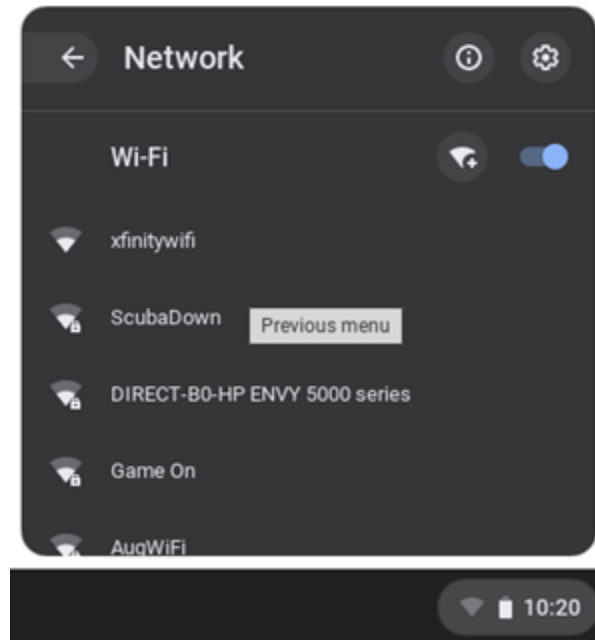 Network
Wi-Fi
xfinitywifi
ScubaDown
Previous menu
DIRECT-B0-HP ENVY 5000 series
Game On
AugWiFi
10:20